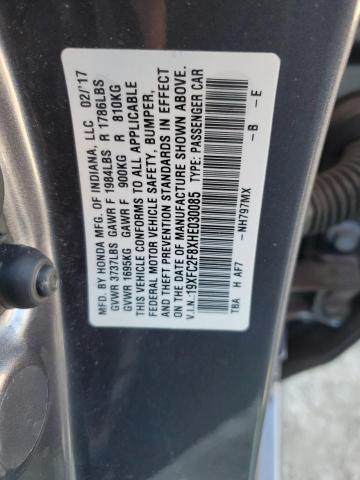 MFD. BY HONDA MFG. OF INDIANA, LLC 02/'17
GVWR 3737LBS GAWR F 1984LBS R 1786LBS
GVWR 1695KG GAWR F 900KG R 810KG
THIS VEHICLE CONFORMS TO ALL APPLICABLE
FEDERAL MOTOR VEHICLE SAFETY, BUMPER,
AND THEFT PREVENTION STANDARDS IN EFFECT
ON THE DATE OF MANUFACTURE SHOWN ABOVE.
V.I.N.:19XFC2F8XHE030085 TYPE: PASSENGER CAR
-NH797MX -B -E
TBA H AF7